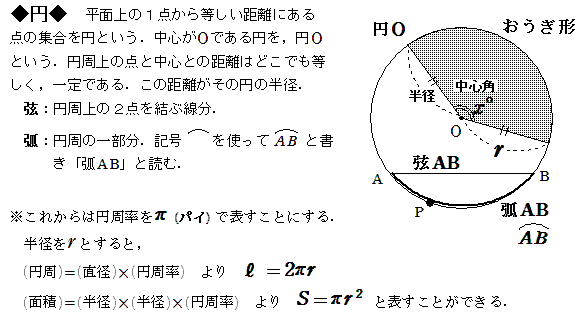 ◆円◆ 平面上の1点から等しい距離にある
点の集合を円という．中心がOである円を，円O
という．円周上の点と中心との距離はどこでも等
しく，一定である．この距離がその円の半径．
弦：円周上の2点を結ぶ線分．
弧：円周の一部分．記号 ⌒ を使って AB と書
き「弧AB」と読む．
※これからは円周率をπ (パイ) で表すことにする．
半径をrとすると，
(円周)=(直径)×(円周率) より ℓ = 2πr
(面積)=(半径)×(半径)×(円周率) より S = πr² と表すことができる．
円O
おうぎ形
半径
中心角
x°
O
r
弦AB
A
B
P
弧AB
AB